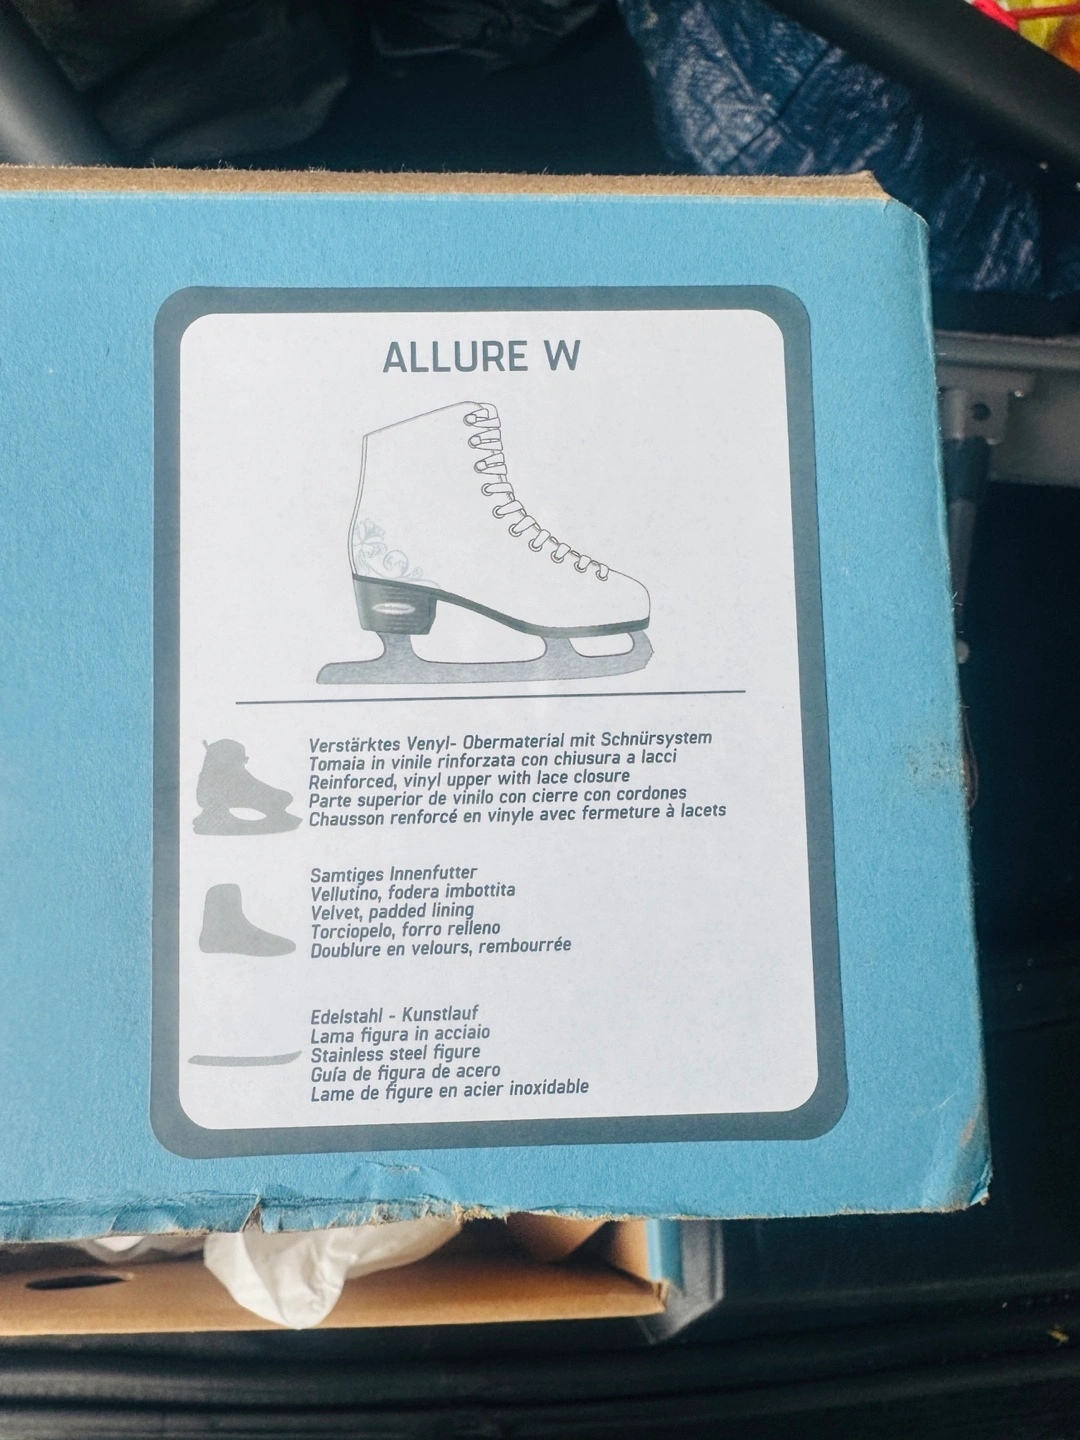 ALLURE W
Verstärktes Venyl- Obermaterial mit Schnürsystem
Tomaia in vinile rinforzata con chiusura a lacci
Reinforced, vinyl upper with lace closure
Parte superior de vinilo con cierre con cordones
Chausson renforcé en vinyle avec fermeture à lacets
Samtiges Innenfutter
Vellutino, fodera imbottita
Velvet, padded lining
Torciopelo, forro relleno
Doublure en velours, rembourrée
Edelstahl - Kunstlauf
Lama figura in acciaio
Stainless steel figure
Guía de figura de acero
Lame de figure en acier inoxidable